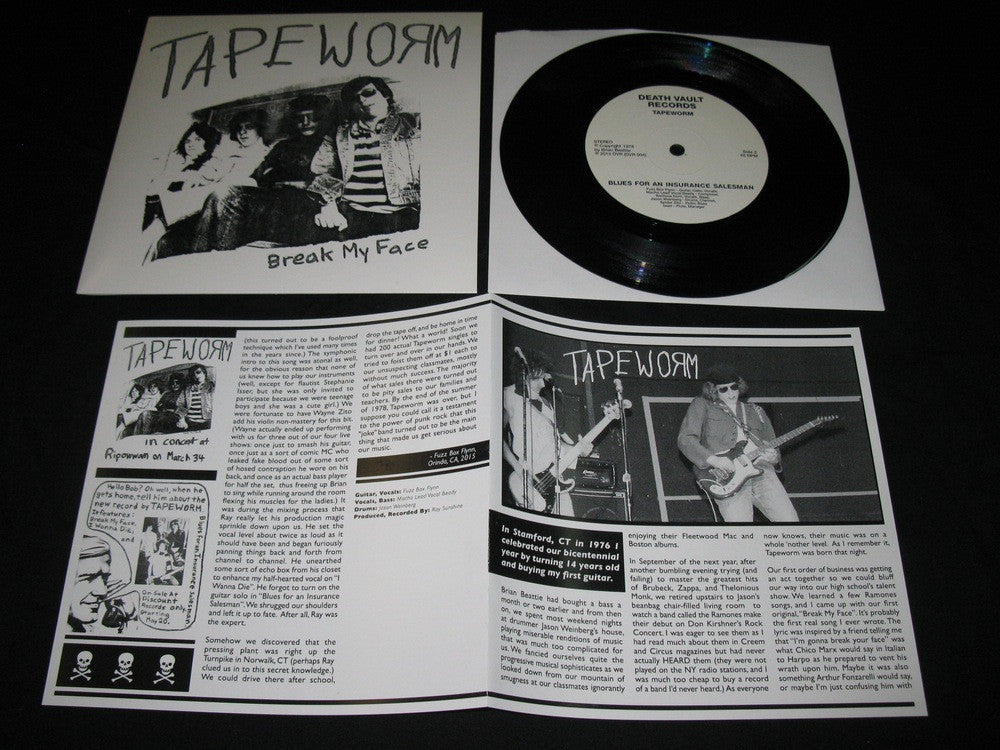 TAPEWORM
Break My Face
DEATH VAULT
RECORDS
TAPEWORM
STEREO
BLUES FOR AN INSURANCE SALESMAN
TAPEWORM
in concert at
Ripowman on March 34
Hello Bob? Oh well, when he
gets home, tell him about the
new record by TAPEWORM.
It features:
Break My Face,
I Wanna Die,
and
Blues for an Insurance Salesman
On Sale At
Discount
Records only,
Starting
May 20.
(this turned out to be a foolproof
technique which I've used many times
in the years since.) The symphonic
intro to this song was atonal as well,
for the obvious reason that none of
us knew how to play our instruments
(well, except for flautist Stephanie
Isser, but she was only invited to
participate because we were teenage
boys and she was a cute girl.) We
were fortunate to have Wayne Zito
add his violin non-mastery for this bit.
(Wayne actually ended up performing
with us for three out of our four live
shows: once just to smash his guitar,
once just as a sort of comic MC who
leaked fake blood out of some sort
of hosed contraption he wore on his
back, and once as an actual bass player
for half the set, thus freeing up Brian
to sing while running around the room
flexing his muscles for the ladies.) It
was during the mixing process that
Ray really let his production magic
sprinkle down upon us. He set the
vocal level about twice as loud as it
should have been and began furiously
panning things back and forth from
channel to channel. He unearthed
some sort of echo box from his closet
to enhance my half-hearted vocal on "I
Wanna Die". He forgot to turn on the
guitar solo in "Blues for an Insurance
Salesman". We shrugged our shoulders
and left it up to fate. After all, Ray was
the expert.
Somehow we discovered that the
pressing plant was right up the
Turnpike in Norwalk, CT (perhaps Ray
clued us in to this secret knowledge.)
We could drive there after school,
drop the tape off, and be home in time
for dinner! What a world! Soon we
had 200 actual Tapeworm singles to
turn over and over in our hands. We
tried to foist them off at $1 each to
our unsuspecting classmates, mostly
without much success. The majority
of what sales there were turned out
to be pity sales to our families and
teachers. By the end of the summer
of 1978, Tapeworm was over, but I
suppose you could call it a testament
to the power of punk rock that this
"joke" band turned out to be the main
thing that made us get serious about
our music.
- Fuzz Box Flynn,
Orinda, CA, 2015
Guitar, Vocals: Fuzz Box Flynn
Vocals, Bass: Macho Lead Vocal Beady
Drums: Jason Weinberg
Produced, Recorded By: Ray Sunshine
TAPEWORM
In Stamford, CT in 1976 I
celebrated our bicentennial
year by turning 14 years old
and buying my first guitar.
Brian Beattie had bought a bass a
month or two earlier and from then
on, we spent most weekend nights
at drummer Jason Weinberg's house,
playing miserable renditions of music
that was much too complicated for
us. We fancied ourselves quite the
progressive musical sophisticates as we
looked down from our mountain of
smugness at our classmates ignorantly
enjoying their Fleetwood Mac and
Boston albums.
In September of the next year, after
another bumbling evening trying (and
failing) to master the greatest hits
of Brubeck, Zappa, and Thelonious
Monk, we retired upstairs to Jason's
beanbag chair-filled living room to
watch a band called the Ramones make
their debut on Don Kirshner's Rock
Concert. I was eager to see them as I
had read much about them in Creem
and Circus magazines but had never
actually HEARD them (they were not
played on the NY radio stations, and I
was much too cheap to buy a record
of a band I'd never heard.) As everyone
now knows, their music was on a
whole 'nother level. As I remember it,
Tapeworm was born that night.
Our first order of business was getting
an act together so we could bluff
our way into our high school's talent
show. We learned a few Ramones
songs, and I came up with our first
original, "Break My Face". It's probably
the first real song I ever wrote. The
lyric was inspired by a friend telling me
that "I'm gonna break your face" was
what Chico Marx would say in Italian
to Harpo as he prepared to vent his
wrath upon him. Maybe it was also
something Arthur Fonzarelli would say,
or maybe I'm just confusing him with